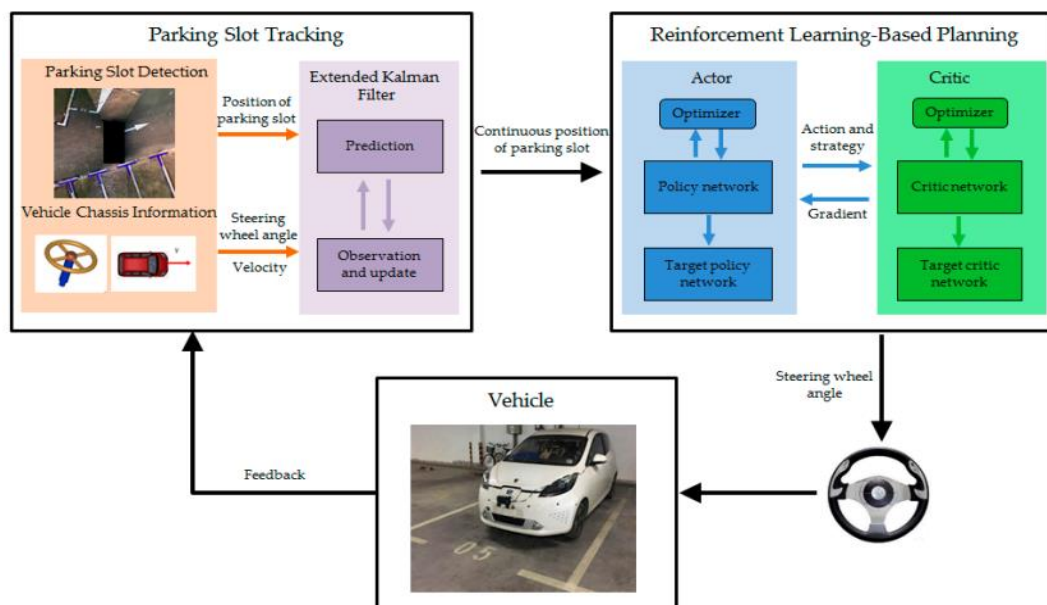 Parking Slot Tracking
Parking Slot Detection
Vehicle Chassis Information
v
Position of
parking slot
Steering
wheel angle
Velocity
Extended Kalman
Filter
Prediction
Observation
and update
Continuous position
of parking slot
Reinforcement Learning-Based Planning
Actor
Optimizer
Policy network
Target policy
network
Action and
strategy
Gradient
Critic
Optimizer
Critic network
Target critic
network
Steering wheel
angle
Vehicle
05
Feedback